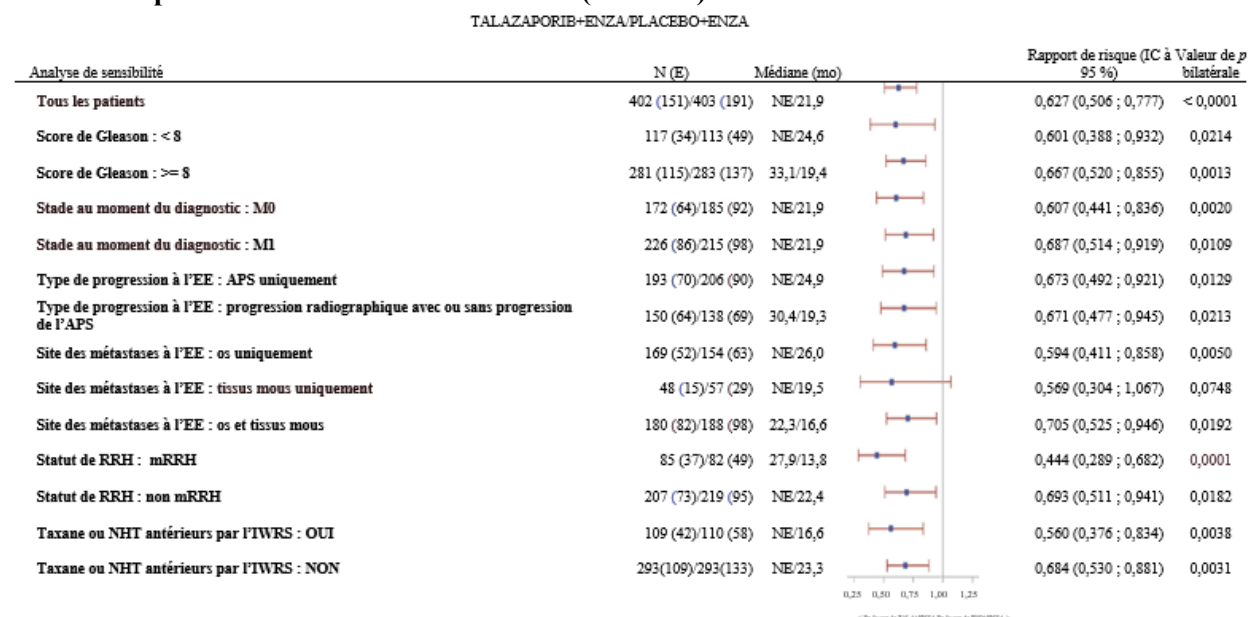 TALAZAPORIB+ENZA/PLACEBO+ENZA
Rapport de risque (IC à Valeur de p
Analyse de sensibilité N (E) Médiane (mo) 95 %) bilatérale
Tous les patients 402 (151)/403 (191) NE/21,9 0,627 (0,506 ; 0,777) < 0,0001
Score de Gleason : < 8 117 (34)/113 (49) NE/24,6 0,601 (0,388 ; 0,932) 0,0214
Score de Gleason : >= 8 281 (115)/283 (137) 33,1/19,4 0,667 (0,520 ; 0,855) 0,0013
Stade au moment du diagnostic : M0 172 (64)/185 (92) NE/21,9 0,607 (0,441 ; 0,836) 0,0020
Stade au moment du diagnostic : M1 226 (86)/215 (98) NE/21,9 0,687 (0,514 ; 0,919) 0,0109
Type de progression à l'EE : APS uniquement 193 (70)/206 (90) NE/24,9 0,673 (0,492 ; 0,921) 0,0129
Type de progression à l'EE : progression radiographique avec ou sans progression
de l'APS 150 (64)/138 (69) 30,4/19,3 0,671 (0,477 ; 0,945) 0,0213
Site des métastases à l'EE : os uniquement 169 (52)/154 (63) NE/26,0 0,594 (0,411 ; 0,858) 0,0050
Site des métastases à l'EE : tissus mous uniquement 48 (15)/57 (29) NE/19,5 0,569 (0,304 ; 1,067) 0,0748
Site des métastases à l'EE : os et tissus mous 180 (82)/188 (98) 22,3/16,6 0,705 (0,525 ; 0,946) 0,0192
Statut de RRH : mRRH 85 (37)/82 (49) 27,9/13,8 0,444 (0,289 ; 0,682) 0,0001
Statut de RRH : non mRRH 207 (73)/219 (95) NE/22,4 0,693 (0,511 ; 0,941) 0,0182
Taxane ou NHT antérieurs par l'IWRS : OUI 109 (42)/110 (58) NE/16,6 0,560 (0,376 ; 0,834) 0,0038
Taxane ou NHT antérieurs par l'IWRS : NON 293(109)/293(133) NE/23,3 0,684 (0,530 ; 0,881) 0,0031
0,25 0,50 0,75 1,00 1,25